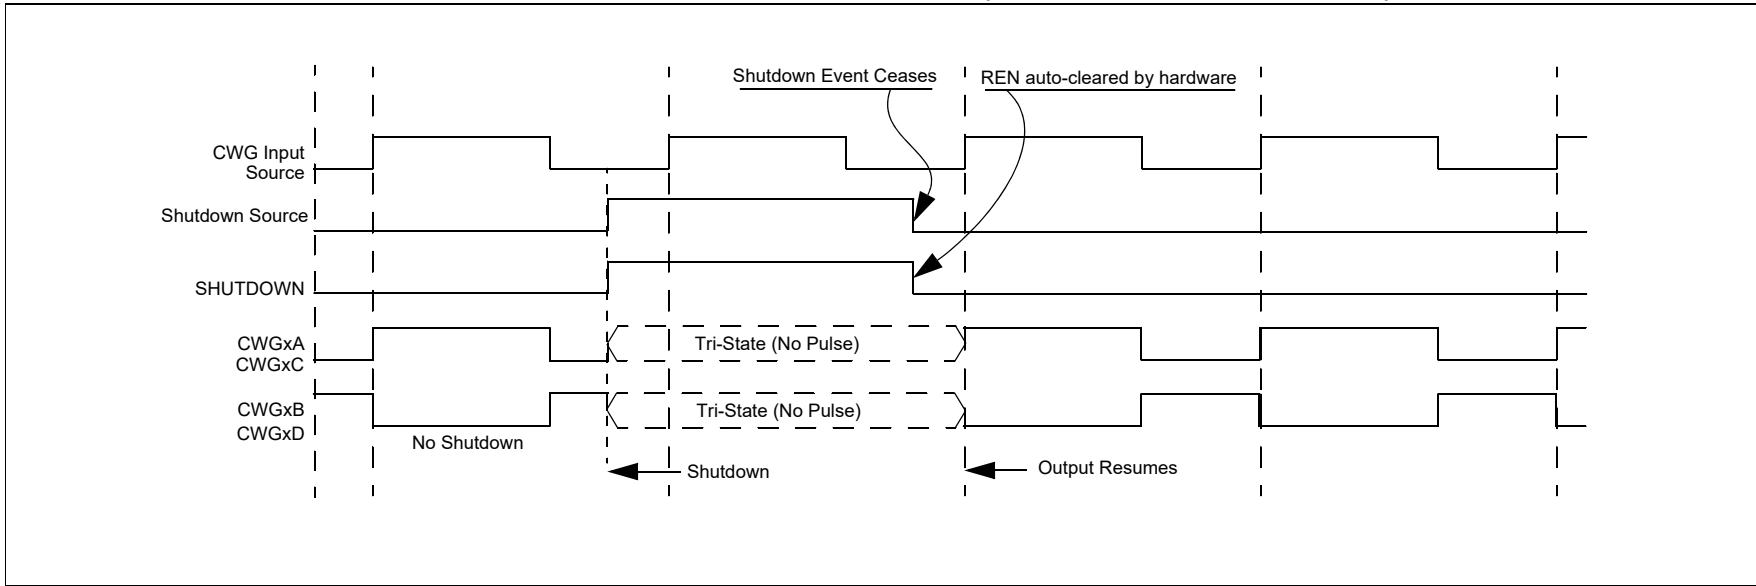 Shutdown Event Ceases
REN auto-cleared by hardware
CWG Input
Source
Shutdown Source
SHUTDOWN
CWGxA
CWGxC
Tri-State (No Pulse)
CWGxB
CWGxD
Tri-State (No Pulse)
No Shutdown
Shutdown
Output Resumes